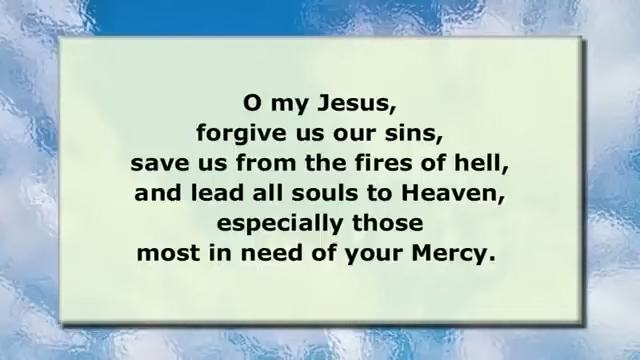 O my Jesus,
forgive us our sins,
save us from the fires of hell,
and lead all souls to Heaven,
especially those
most in need of your Mercy.